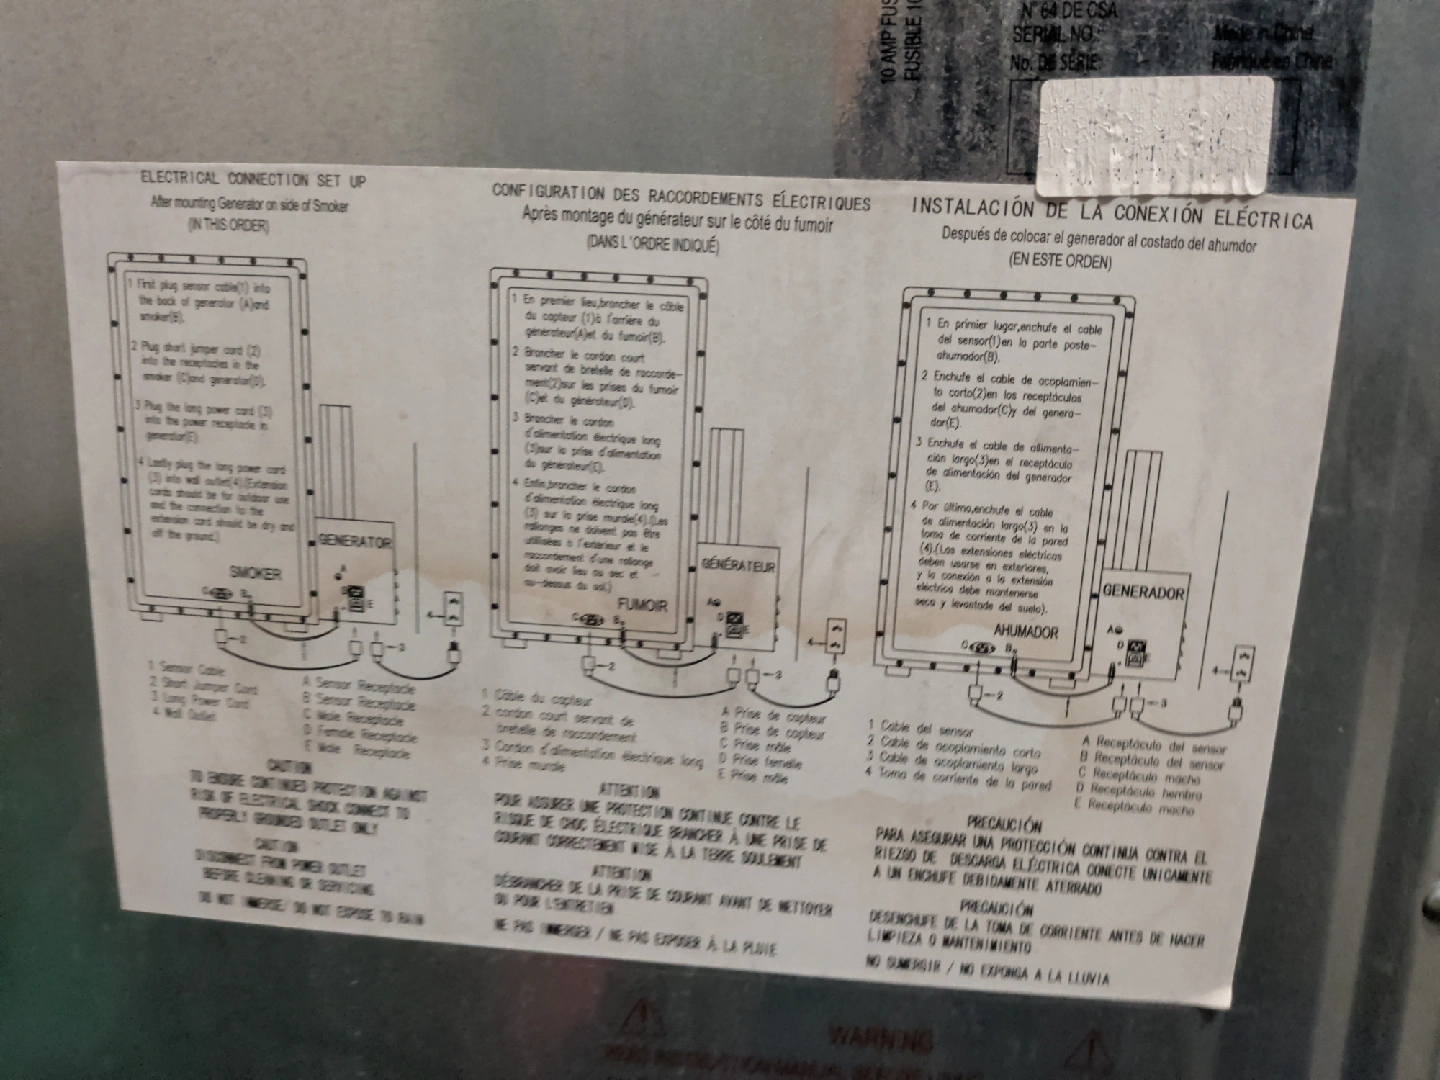 10 AMP FUS
FUSIBLE 10
N° 64 DE CSA
SERIAL NO.:
No. DE SÉRIE:
Made in China
Fabriqué en Chine
ELECTRICAL CONNECTION SET UP
After mounting Generator on side of Smoker
(IN THIS ORDER)
1 First plug sensor cable(1) into
the back of generator (A)and
smoker(B).
2 Plug short jumper cord (2)
into the receptacles in the
smoker (C)and generator(D).
3 Plug the long power cord (3)
into the power receptacle in
generator(E)
4 Lastly plug the long power cord
(3) into wall outlet(4).(Extension
cords should be for outdoor use
and the connection to the
extension cord should be dry and
off the ground.)
GENERATOR
SMOKER
A
C
B
D
E
2
3
4
1 Sensor Cable
2 Short Jumper Cord
3 Long Power Cord
4 Wall Outlet
A Sensor Receptacle
B Sensor Receptacle
C Male Receptacle
D Female Receptacle
E Male Receptacle
CAUTION
TO ENSURE CONTINUED PROTECTION AGAINST
RISK OF ELECTRICAL SHOCK CONNECT TO
PROPERLY GROUNDED OUTLET ONLY
CAUTION
DISCONNECT FROM POWER OUTLET
BEFORE CLEANING OR SERVICING
DO NOT IMMERSE/ DO NOT EXPOSE TO RAIN
CONFIGURATION DES RACCORDEMENTS ÉLECTRIQUES
Après montage du générateur sur le côté du fumoir
(DANS L'ORDRE INDIQUÉ)
1 En premier lieu,brancher le câble
du capteur (1)à l'arrière du
générateur(A)et du fumoir(B).
2 Brancher le cordon court
servant de bretelle de raccorde-
ment(2)sur les prises du fumoir
(C)et du générateur(D).
3 Brancher le cordon
d'alimentation électrique long
(3)sur la prise d'alimentation
du générateur(E).
4 Enfin,brancher le cordon
d'alimentation électrique long
(3) sur la prise murale(4).(Les
rallonges ne doivent pas être
utilisées à l'extérieur et le
raccordement d'une rallonge
doit avoir lieu au sec et
au-dessus du sol.)
GÉNÉRATEUR
FUMOIR
A
C
B
D
E
2
3
4
1 Câble du capteur
2 cordon court servant de
bretelle de raccordement
3 Cordon d'alimentation électrique long
4 Prise murale
A Prise de capteur
B Prise de capteur
C Prise mâle
D Prise femelle
E Prise mâle
ATTENTION
POUR ASSURER UNE PROTECTION CONTINUE CONTRE LE
RISQUE DE CHOC ÉLECTRIQUE BRANCHER À UNE PRISE DE
COURANT CORRECTEMENT MISE À LA TERRE SEULEMENT
ATTENTION
DÉBRANCHER DE LA PRISE DE COURANT AVANT DE NETTOYER
OU POUR L'ENTRETIEN
NE PAS IMMERGER / NE PAS EXPOSER À LA PLUIE
INSTALACIÓN DE LA CONEXIÓN ELÉCTRICA
Después de colocar el generador al costado del ahumdor
(EN ESTE ORDEN)
1 En primier lugar,enchufe el cable
del sensor(1)en la parte poste-
ahumador(B).
2 Enchufe el cable de acoplamien-
to corto(2)en los receptáculos
del ahumador(C)y del genera-
dor(E).
3 Enchufe el cable de alimenta-
ción largo(3)en el receptáculo
de alimentación del generador
(E).
4 Por último,enchufe el cable
de alimentación largo(3) en la
toma de corriente de la pared
(4).(Las extensiones eléctricas
deben usarse en exteriores,
y la conexión a la extensión
eléctrica debe mantenerse
seca y levantada del suelo).
GENERADOR
AHUMADOR
A
C
B
D
E
2
3
4
1 Cable del sensor
2 Cable de acoplamiento corto
3 Cable de acoplamiento largo
4 Toma de corriente de la pared
A Receptáculo del sensor
B Receptáculo del sensor
C Receptáculo macho
D Receptáculo hembra
E Receptáculo macho
PRECAUCIÓN
PARA ASEGURAR UNA PROTECCIÓN CONTINUA CONTRA EL
RIEZGO DE DESCARGA ELÉCTRICA CONECTE UNICAMENTE
A UN ENCHUFE DEBIDAMENTE ATERRADO
PRECAUCIÓN
DESENCHUFE DE LA TOMA DE CORRIENTE ANTES DE HACER
LIMPIEZA O MANTENIMIENTO
NO SUMERGIR / NO EXPONGA A LA LLUVIA
WARNING